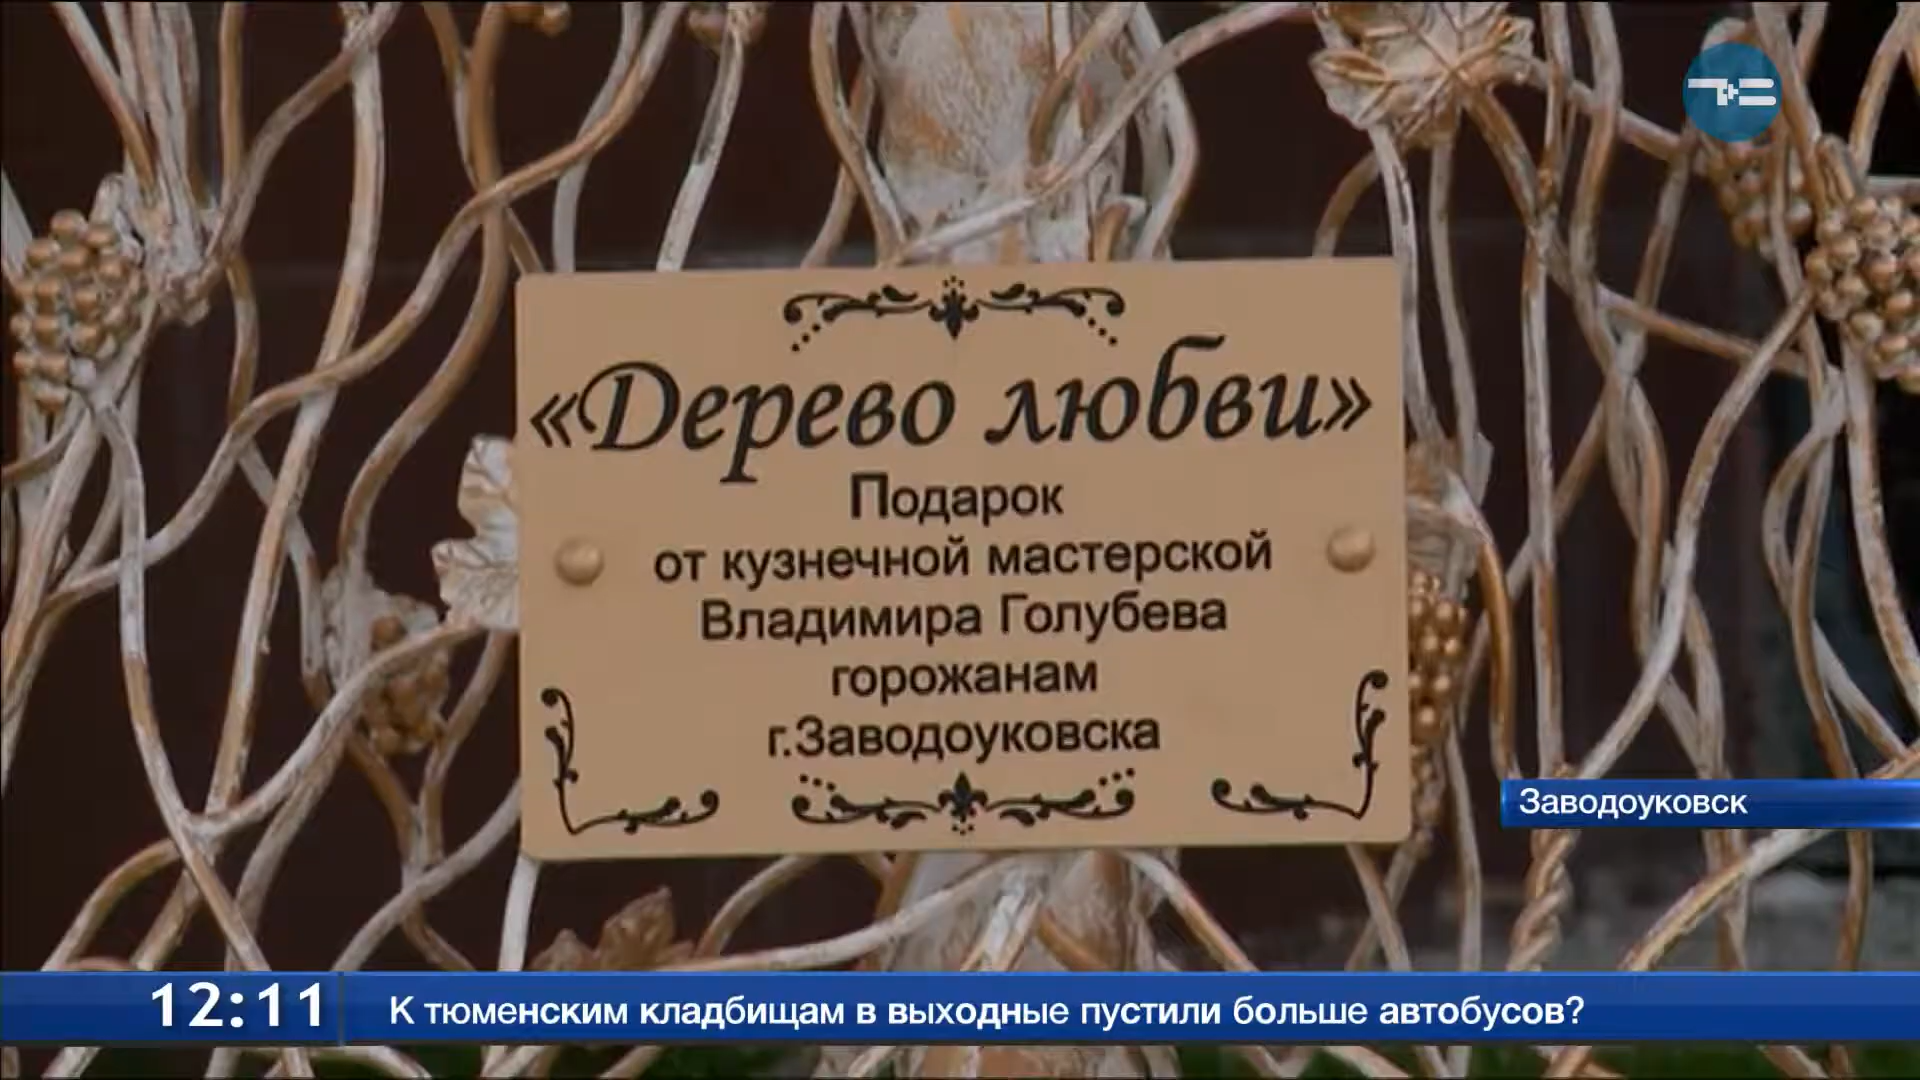 «Дерево любви»
Подарок
от кузнечной мастерской
Владимира Голубева
горожанам
г.Заводоуковска
Заводоуковск
12:11
К тюменским кладбищам в выходные пустили больше автобусов?